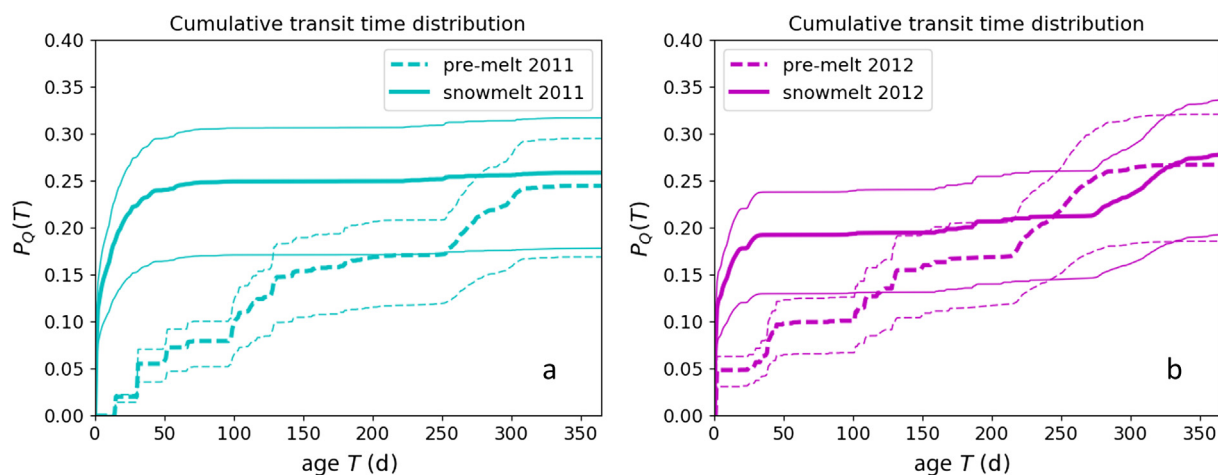 Cumulative transit time distribution
0.40
0.35
0.30
0.25
0.20
0.15
0.10
0.05
0.00
P_Q(T)
pre-melt 2011
snowmelt 2011
a
0 50 100 150 200 250 300 350
age T (d)
Cumulative transit time distribution
0.40
0.35
0.30
0.25
0.20
0.15
0.10
0.05
0.00
P_Q(T)
pre-melt 2012
snowmelt 2012
b
0 50 100 150 200 250 300 350
age T (d)